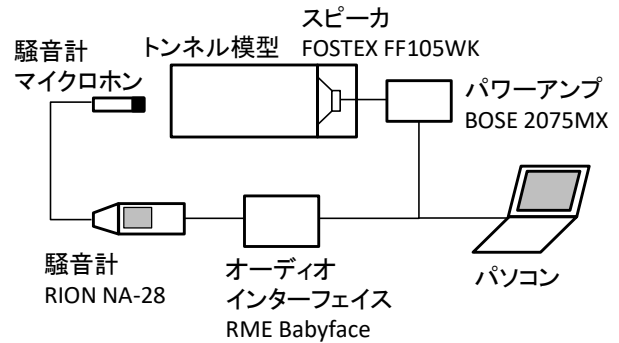 スピーカ
FOSTEX FF105WK
トンネル模型
騒音計
マイクロホン
パワーアンプ
BOSE 2075MX
騒音計
RION NA-28
オーディオ
インターフェイス
RME Babyface
パソコン